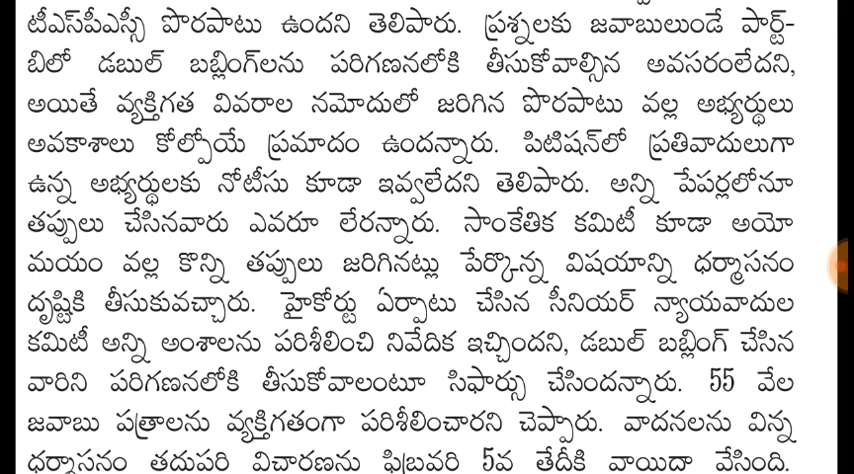 టీఎస్‌పీఎస్సీ పొరపాటు ఉందని తెలిపారు. ప్రశ్నలకు జవాబులుండే పార్ట్-
బిలో డబుల్ బబ్లింగ్‌లను పరిగణనలోకి తీసుకోవాల్సిన అవసరంలేదని,
అయితే వ్యక్తిగత వివరాల నమోదులో జరిగిన పొరపాటు వల్ల అభ్యర్థులు
అవకాశాలు కోల్పోయే ప్రమాదం ఉందన్నారు. పిటిషన్‌లో ప్రతివాదులుగా
ఉన్న అభ్యర్థులకు నోటీసు కూడా ఇవ్వలేదని తెలిపారు. అన్ని పేపర్లలోనూ
తప్పులు చేసినవారు ఎవరూ లేరన్నారు. సాంకేతిక కమిటీ కూడా అయో
మయం వల్ల కొన్ని తప్పులు జరిగినట్లు పేర్కొన్న విషయాన్ని ధర్మాసనం
దృష్టికి తీసుకువచ్చారు. హైకోర్టు ఏర్పాటు చేసిన సీనియర్ న్యాయవాదుల
కమిటీ అన్ని అంశాలను పరిశీలించి నివేదిక ఇచ్చిందని, డబుల్ బబ్లింగ్ చేసిన
వారిని పరిగణనలోకి తీసుకోవాలంటూ సిఫార్సు చేసిందన్నారు. 55 వేల
జవాబు పత్రాలను వ్యక్తిగతంగా పరిశీలించారని చెప్పారు. వాదనలను విన్న
ధర్మాసనం తదుపరి విచారణను ఫిబ్రవరి 5వ తేదీకి వాయిదా వేసింది.